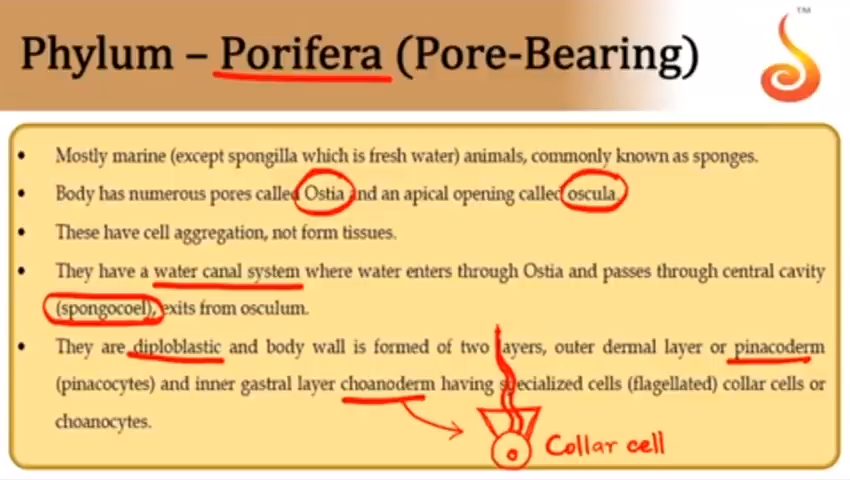 Phylum – Porifera (Pore-Bearing)
TM
• Mostly marine (except spongilla which is fresh water) animals, commonly known as sponges.
• Body has numerous pores called Ostia and an apical opening called oscula.
• These have cell aggregation, not form tissues.
• They have a water canal system where water enters through Ostia and passes through central cavity
(spongocoel), exits from osculum.
• They are diploblastic and body wall is formed of two layers, outer dermal layer or pinacoderm
(pinacocytes) and inner gastral layer choanoderm having specialized cells (flagellated) collar cells or
choanocytes.
Collar cell